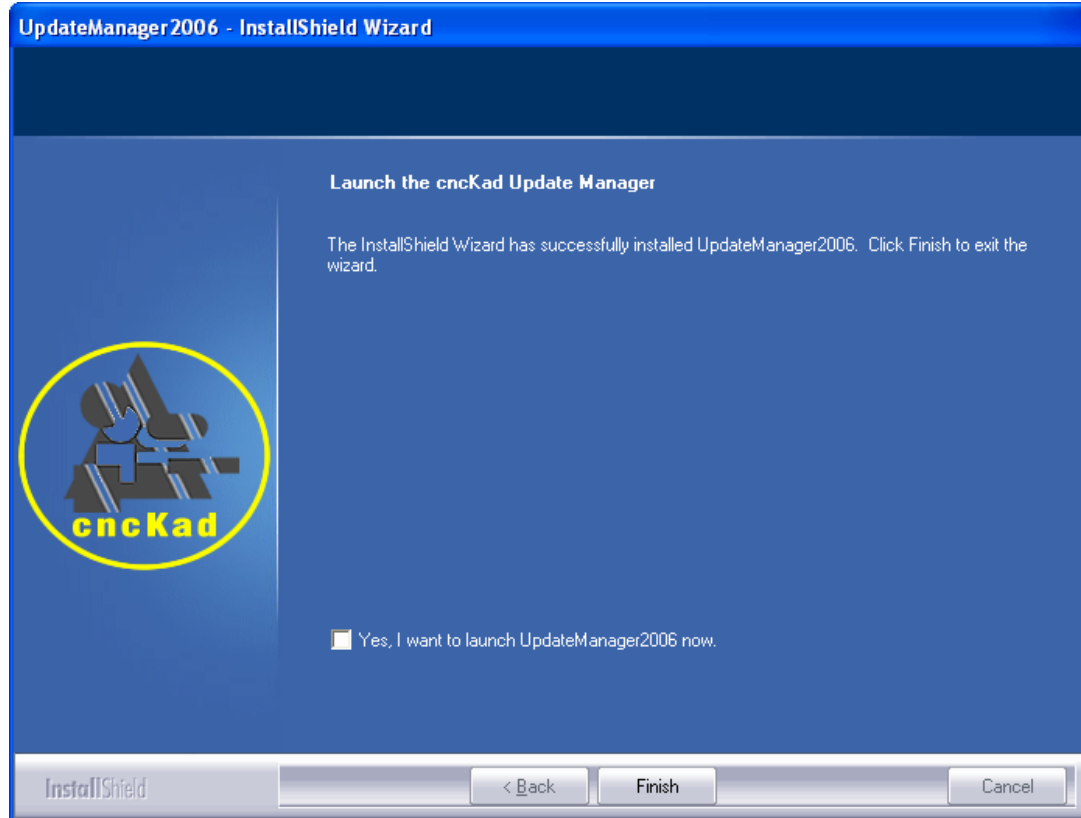 UpdateManager2006 - InstallShield Wizard
Launch the cncKad Update Manager
The InstallShield Wizard has successfully installed UpdateManager2006. Click Finish to exit the
wizard.
cncKad
Yes, I want to launch UpdateManager2006 now.
InstallShield
< Back
Finish
Cancel